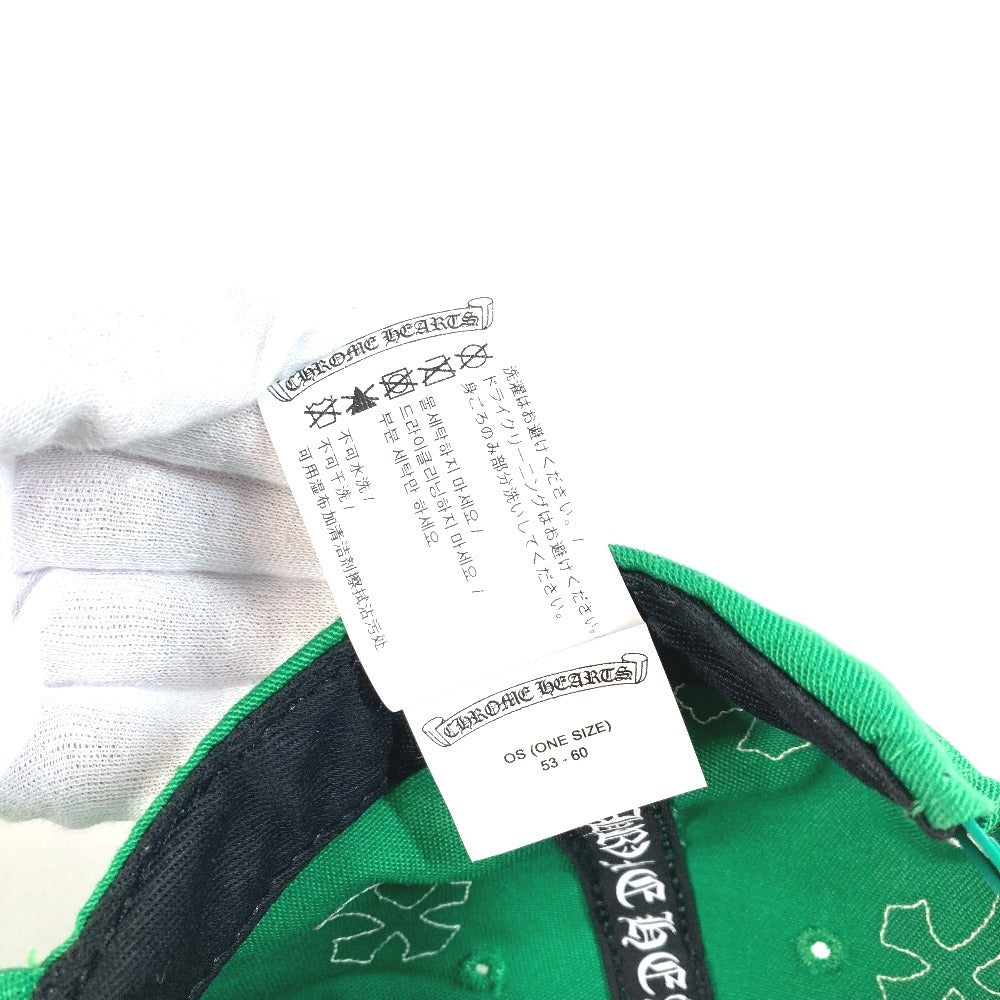 CHROME HEARTS
洗濯はお避けください。 /
ドライクリーニングはお避けください。
身ごろのみ部分洗いしてください。
물세탁하지 마세요 /
드라이클리닝하지 마세요 /
부분 세탁만 하세요
不可水洗 /
不可干洗 /
可用湿布加清洁剂擦拭沾污处
CHROME HEARTS
OS (ONE SIZE)
53 - 60